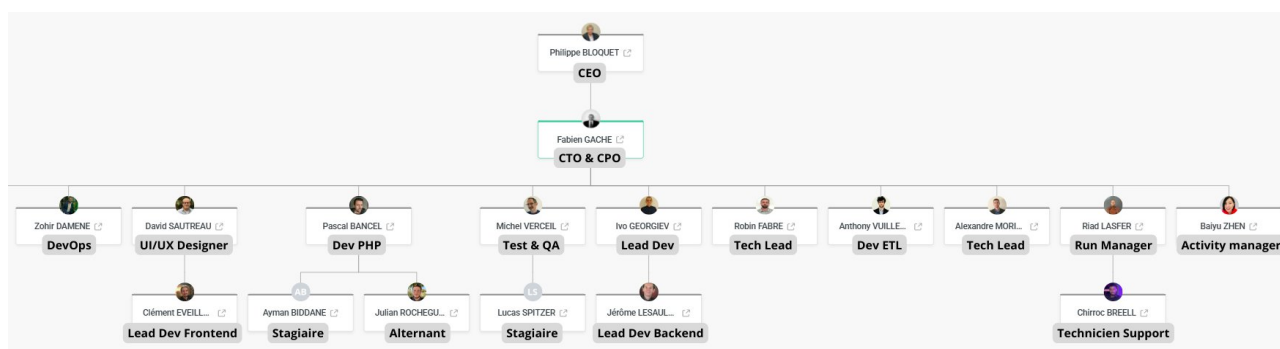 Philippe BLOQUET
CEO
Fabien GACHE
CTO & CPO
Zohir DAMENE
DevOps
David SAUTREAU
UI/UX Designer
Pascal BANCEL
Dev PHP
Michel VERCEIL
Test & QA
Ivo GEORGIEV
Lead Dev
Robin FABRE
Tech Lead
Anthony VUILLE...
Dev ETL
Alexandre MORI...
Tech Lead
Riad LASFER
Run Manager
Baiyu ZHEN
Activity manager
Clément EVEILL...
Lead Dev Frontend
AB
Ayman BIDDANE
Stagiaire
Julian ROCHEGU...
Alternant
LS
Lucas SPITZER
Stagiaire
Jérôme LESAUL...
Lead Dev Backend
Chirroc BREELL
Technicien Support